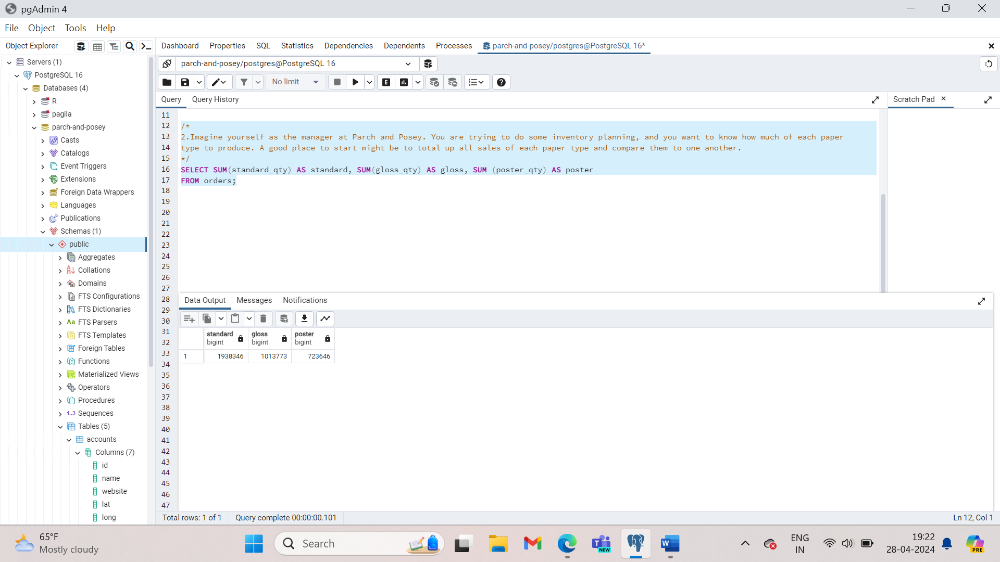 pgAdmin 4
File Object Tools Help
Object Explorer
Dashboard Properties SQL Statistics Dependencies Dependents Processes parch-and-posey/postgres@PostgreSQL 16*
parch-and-posey/postgres@PostgreSQL 16
No limit
E
Query Query History
Scratch Pad
Servers (1)
PostgreSQL 16
Databases (4)
R
pagila
parch-and-posey
Casts
Catalogs
Event Triggers
Extensions
Foreign Data Wrappers
Languages
Publications
Schemas (1)
public
Aggregates
Collations
Domains
FTS Configurations
FTS Dictionaries
Aa FTS Parsers
FTS Templates
Foreign Tables
Functions
Materialized Views
Operators
Procedures
1..3 Sequences
Tables (5)
accounts
Columns (7)
id
name
website
lat
long
11
12 /*
13 2.Imagine yourself as the manager at Parch and Posey. You are trying to do some inventory planning, and you want to know how much of each paper
14 type to produce. A good place to start might be to total up all sales of each paper type and compare them to one another.
15 */
16 SELECT SUM(standard_qty) AS standard, SUM(gloss_qty) AS gloss, SUM (poster_qty) AS poster
17 FROM orders;
18
19
20
21
22
23
24
25
26
27
28
29
30
31
32
33
34
35
36
37
38
39
40
41
42
43
44
45
46
47
Data Output Messages Notifications
standard gloss poster
bigint bigint bigint
1 1938346 1013773 723646
Total rows: 1 of 1 Query complete 00:00:00.101
Ln 12, Col 1
65°F
Mostly cloudy
Search
T
NEW
W
ENG
IN
19:22
28-04-2024
PRE